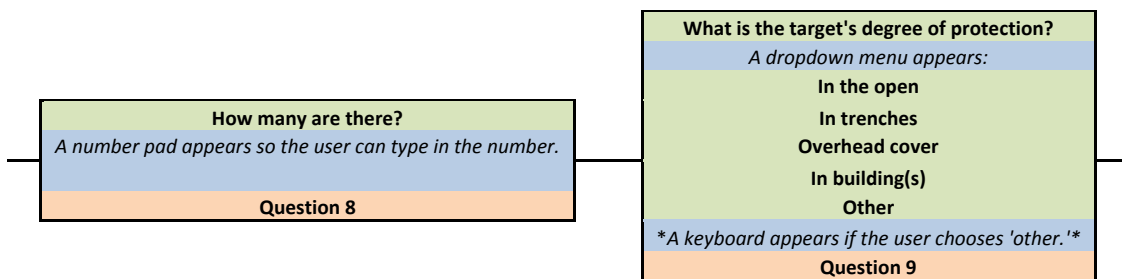 How many are there?
A number pad appears so the user can type in the number.
Question 8
What is the target's degree of protection?
A dropdown menu appears:
In the open
In trenches
Overhead cover
In building(s)
Other
*A keyboard appears if the user chooses 'other.'*
Question 9